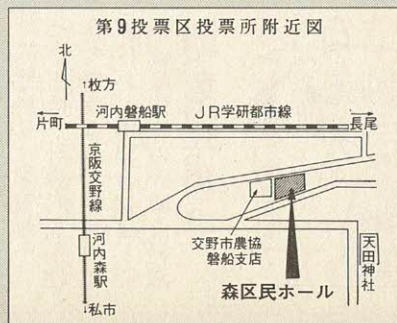 第9投票区投票所附近図
北
↑枚方
河内磐船駅
JR学研都市線
片町
長尾
京阪交野線
交野市農協
磐船支店
河内森駅
天田神社
森区民ホール
↓私市